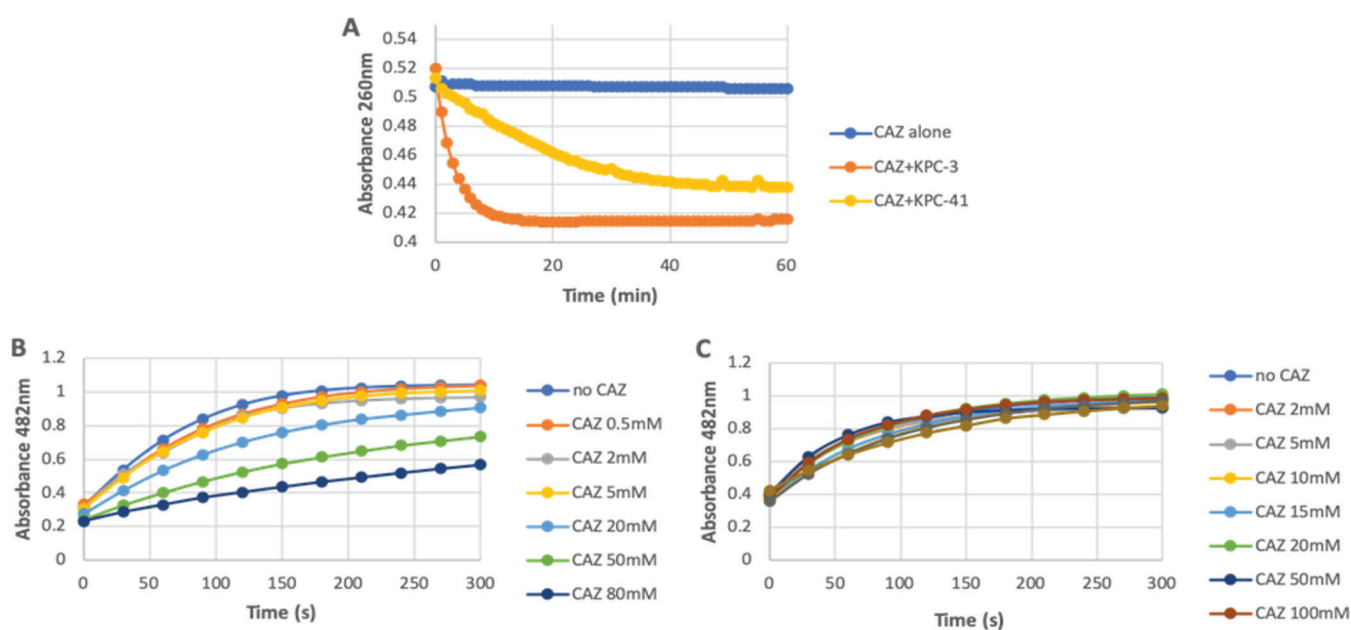 A
Absorbance 260nm
0.54
0.52
0.5
0.48
0.46
0.44
0.42
0.4
0 20 40 60
Time (min)
CAZ alone
CAZ+KPC-3
CAZ+KPC-41
B
Absorbance 482nm
1.2
1
0.8
0.6
0.4
0.2
0
0 50 100 150 200 250 300
Time (s)
no CAZ
CAZ 0.5mM
CAZ 2mM
CAZ 5mM
CAZ 20mM
CAZ 50mM
CAZ 80mM
C
Absorbance 482nm
1.2
1
0.8
0.6
0.4
0.2
0
0 50 100 150 200 250 300
Time (s)
no CAZ
CAZ 2mM
CAZ 5mM
CAZ 10mM
CAZ 15mM
CAZ 20mM
CAZ 50mM
CAZ 100mM